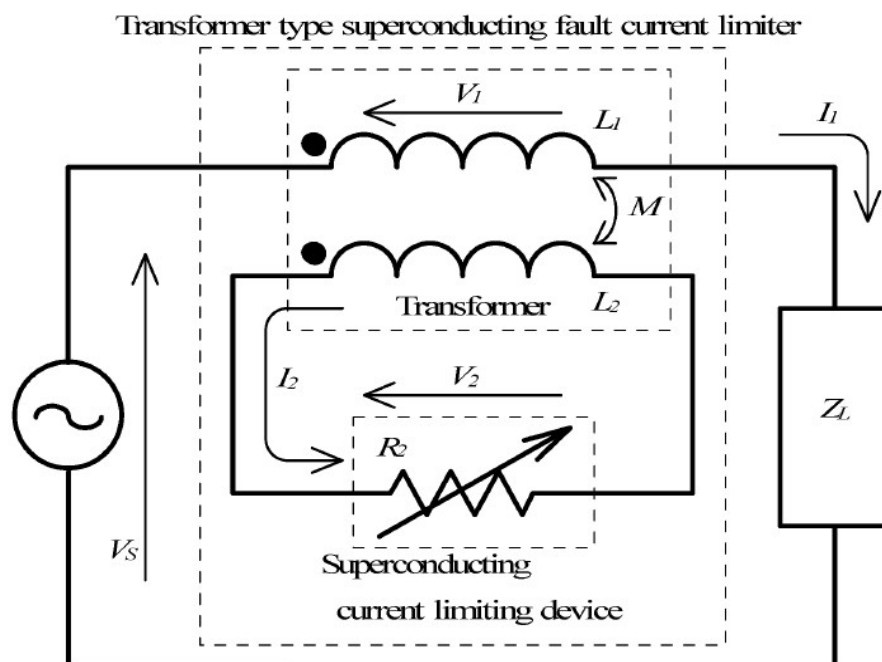 Transformer type superconducting fault current limiter
V1
L1
I1
M
Transformer
L2
I2
V2
R2
ZL
VS
Superconducting
current limiting device